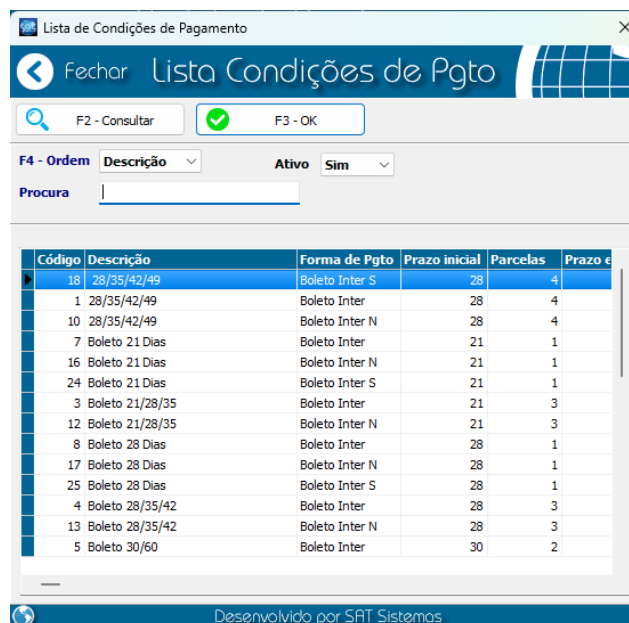 Lista de Condições de Pagamento
Fechar Lista Condições de Pgto
F2 - Consultar F3 - OK
F4 - Ordem Descrição Ativo Sim
Procura
Código Descrição Forma de Pgto Prazo inicial Parcelas Prazo e
18 28/35/42/49 Boleto Inter S 28 4
1 28/35/42/49 Boleto Inter 28 4
10 28/35/42/49 Boleto Inter N 28 4
7 Boleto 21 Dias Boleto Inter 21 1
16 Boleto 21 Dias Boleto Inter N 21 1
24 Boleto 21 Dias Boleto Inter S 21 1
3 Boleto 21/28/35 Boleto Inter 21 3
12 Boleto 21/28/35 Boleto Inter N 21 3
8 Boleto 28 Dias Boleto Inter 28 1
17 Boleto 28 Dias Boleto Inter N 28 1
25 Boleto 28 Dias Boleto Inter S 28 1
4 Boleto 28/35/42 Boleto Inter 28 3
13 Boleto 28/35/42 Boleto Inter N 28 3
5 Boleto 30/60 Boleto Inter 30 2
Desenvolvido por SAT Sistemas